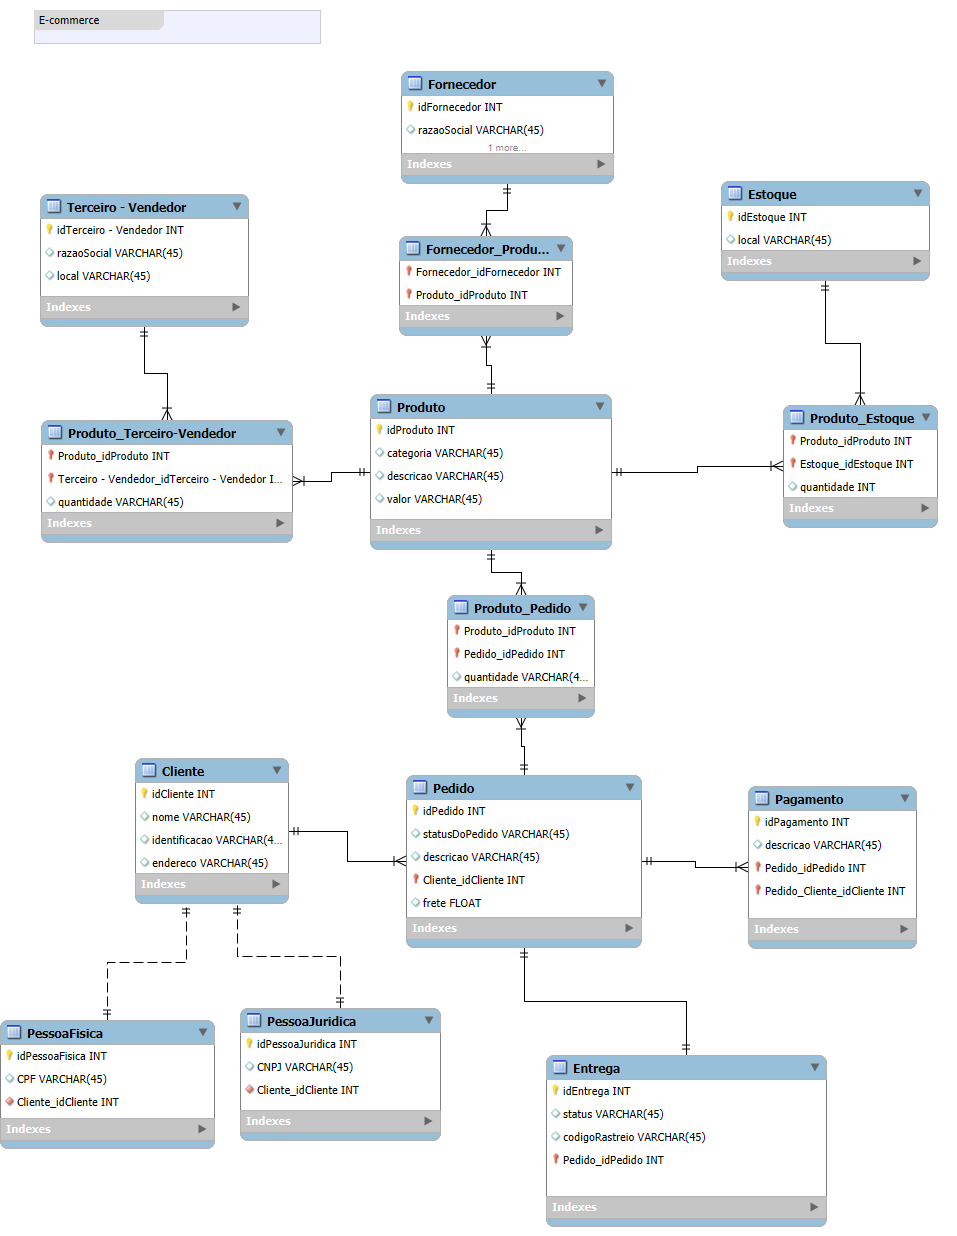 E-commerce
Fornecedor
idFornecedor INT
razaoSocial VARCHAR(45)
1 more...
Indexes
Terceiro - Vendedor
idTerceiro - Vendedor INT
razaoSocial VARCHAR(45)
local VARCHAR(45)
Indexes
Estoque
idEstoque INT
local VARCHAR(45)
Indexes
Fornecedor_Produ...
Fornecedor_idFornecedor INT
Produto_idProduto INT
Indexes
Produto
idProduto INT
categoria VARCHAR(45)
descricao VARCHAR(45)
valor VARCHAR(45)
Indexes
Produto_Terceiro-Vendedor
Produto_idProduto INT
Terceiro - Vendedor_idTerceiro - Vendedor I...
quantidade VARCHAR(45)
Indexes
Produto_Estoque
Produto_idProduto INT
Estoque_idEstoque INT
quantidade INT
Indexes
Produto_Pedido
Produto_idProduto INT
Pedido_idPedido INT
quantidade VARCHAR(4...
Indexes
Cliente
idCliente INT
nome VARCHAR(45)
identificacao VARCHAR(4...
endereco VARCHAR(45)
Indexes
Pedido
idPedido INT
statusDoPedido VARCHAR(45)
descricao VARCHAR(45)
Cliente_idCliente INT
frete FLOAT
Indexes
Pagamento
idPagamento INT
descricao VARCHAR(45)
Pedido_idPedido INT
Pedido_Cliente_idCliente INT
Indexes
PessoaFisica
idPessoaFisica INT
CPF VARCHAR(45)
Cliente_idCliente INT
Indexes
PessoaJuridica
idPessoaJuridica INT
CNPJ VARCHAR(45)
Cliente_idCliente INT
Indexes
Entrega
idEntrega INT
status VARCHAR(45)
codigoRastreio VARCHAR(45)
Pedido_idPedido INT
Indexes